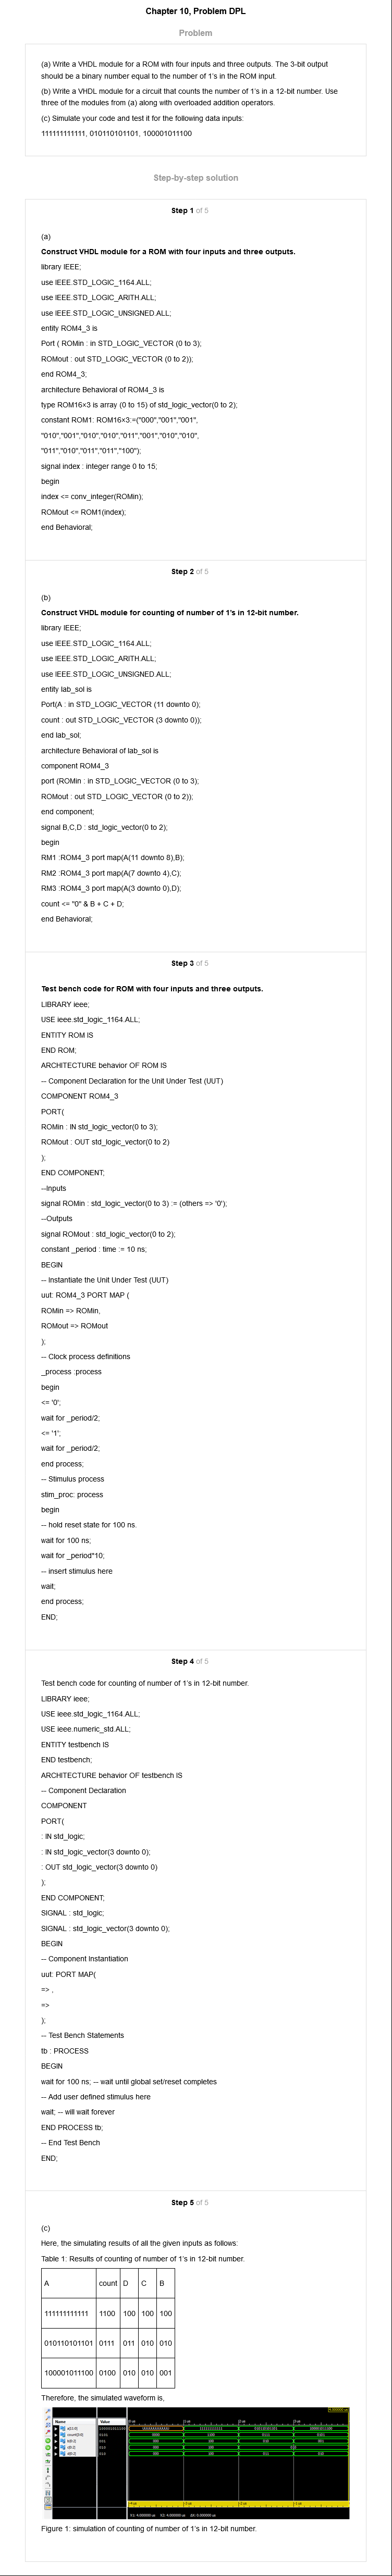 Chapter 10, Problem DPL
Problem
(a) Write a VHDL module for a ROM with four inputs and three outputs. The 3-bit output
should be a binary number equal to the number of 1's in the ROM input.
(b) Write a VHDL module for a circuit that counts the number of 1's in a 12-bit number. Use
three of the modules from (a) along with overloaded addition operators.
(c) Simulate your code and test it for the following data inputs:
111111111111, 010110101101, 100001011100
Step-by-step solution
Step 1 of 5
(a)
Construct VHDL module for a ROM with four inputs and three outputs.
library IEEE;
use IEEE.STD_LOGIC_1164.ALL;
use IEEE.STD_LOGIC_ARITH.ALL;
use IEEE.STD_LOGIC_UNSIGNED.ALL;
entity ROM4_3 is
Port ( ROMin : in STD_LOGIC_VECTOR (0 to 3);
ROMout : out STD_LOGIC_VECTOR (0 to 2));
end ROM4_3;
architecture Behavioral of ROM4_3 is
type ROM16×3 is array (0 to 15) of std_logic_vector(0 to 2);
constant ROM1: ROM16×3:=("000","001","001",
"010","001","010","010","011","001","010","010",
"011","010","011","011","100");
signal index : integer range 0 to 15;
begin
index <= conv_integer(ROMin);
ROMout <= ROM1(index);
end Behavioral;
Step 2 of 5
(b)
Construct VHDL module for counting of number of 1's in 12-bit number.
library IEEE;
use IEEE.STD_LOGIC_1164.ALL;
use IEEE.STD_LOGIC_ARITH.ALL;
use IEEE.STD_LOGIC_UNSIGNED.ALL;
entity lab_sol is
Port(A : in STD_LOGIC_VECTOR (11 downto 0);
count : out STD_LOGIC_VECTOR (3 downto 0));
end lab_sol;
architecture Behavioral of lab_sol is
component ROM4_3
port (ROMin : in STD_LOGIC_VECTOR (0 to 3);
ROMout : out STD_LOGIC_VECTOR (0 to 2));
end component;
signal B,C,D : std_logic_vector(0 to 2);
begin
RM1 :ROM4_3 port map(A(11 downto 8),B);
RM2 :ROM4_3 port map(A(7 downto 4),C);
RM3 :ROM4_3 port map(A(3 downto 0),D);
count <= "0" & B + C + D;
end Behavioral;
Step 3 of 5
Test bench code for ROM with four inputs and three outputs.
LIBRARY ieee;
USE ieee.std_logic_1164.ALL;
ENTITY ROM IS
END ROM;
ARCHITECTURE behavior OF ROM IS
-- Component Declaration for the Unit Under Test (UUT)
COMPONENT ROM4_3
PORT(
ROMin : IN std_logic_vector(0 to 3);
ROMout : OUT std_logic_vector(0 to 2)
);
END COMPONENT;
--Inputs
signal ROMin : std_logic_vector(0 to 3) := (others => '0');
--Outputs
signal ROMout : std_logic_vector(0 to 2);
constant _period : time := 10 ns;
BEGIN
-- Instantiate the Unit Under Test (UUT)
uut: ROM4_3 PORT MAP (
ROMin => ROMin,
ROMout => ROMout
);
-- Clock process definitions
_process :process
begin
<= '0';
wait for _period/2;
<= '1';
wait for _period/2;
end process;
-- Stimulus process
stim_proc: process
begin
-- hold reset state for 100 ns.
wait for 100 ns;
wait for _period*10;
-- insert stimulus here
wait;
end process;
END;
Step 4 of 5
Test bench code for counting of number of 1's in 12-bit number.
LIBRARY ieee;
USE ieee.std_logic_1164.ALL;
USE ieee.numeric_std.ALL;
ENTITY testbench IS
END testbench;
ARCHITECTURE behavior OF testbench IS
-- Component Declaration
COMPONENT
PORT(
: IN std_logic;
: IN std_logic_vector(3 downto 0);
: OUT std_logic_vector(3 downto 0)
);
END COMPONENT;
SIGNAL : std_logic;
SIGNAL : std_logic_vector(3 downto 0);
BEGIN
-- Component Instantiation
uut: PORT MAP(
=> ,
=>
);
-- Test Bench Statements
tb : PROCESS
BEGIN
wait for 100 ns; -- wait until global set/reset completes
-- Add user defined stimulus here
wait; -- will wait forever
END PROCESS tb;
-- End Test Bench
END;
Step 5 of 5
(c)
Here, the simulating results of all the given inputs as follows:
Table 1: Results of counting of number of 1's in 12-bit number.
A count D C B
111111111111 1100 100 100 100
010110101101 0111 011 010 010
100001011100 0100 010 010 001
Therefore, the simulated waveform is,
Name Value
Figure 1: simulation of counting of number of 1's in 12-bit number.